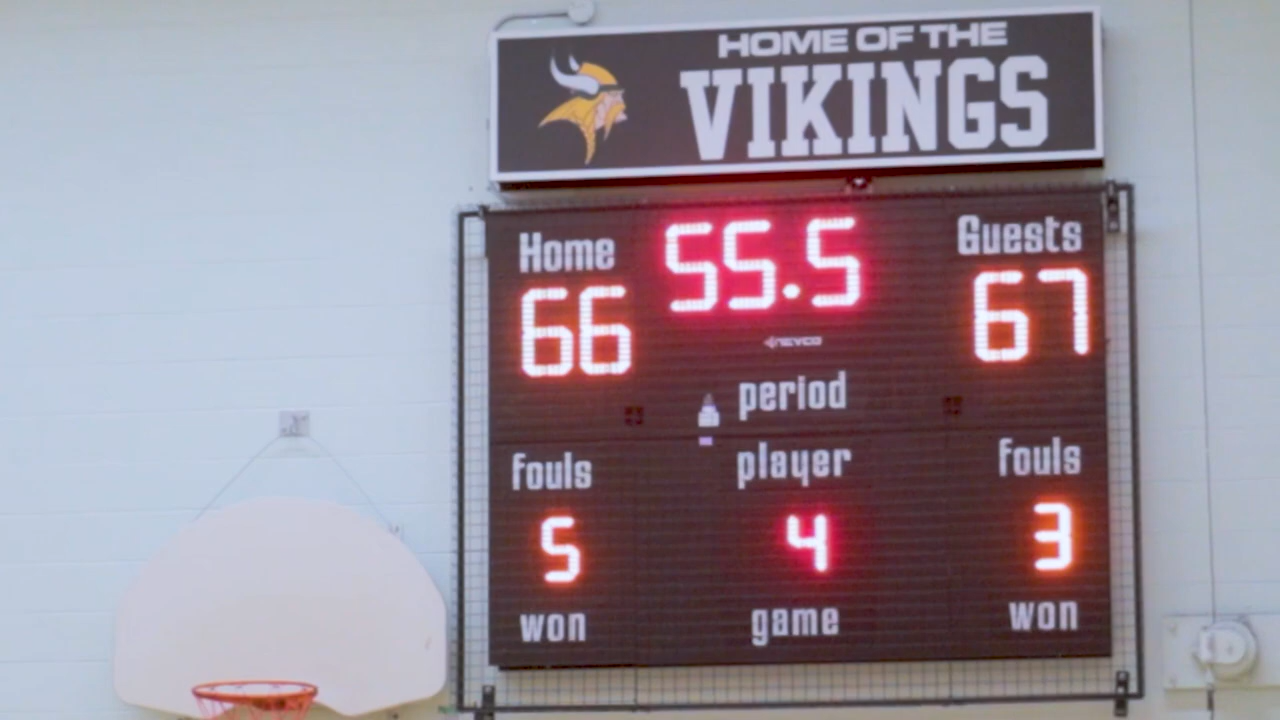 HOME OF THE
VIKINGS
Home
55.5
Guests
66
67
NEVCO
period
fouls
player
fouls
5
4
3
won
game
won